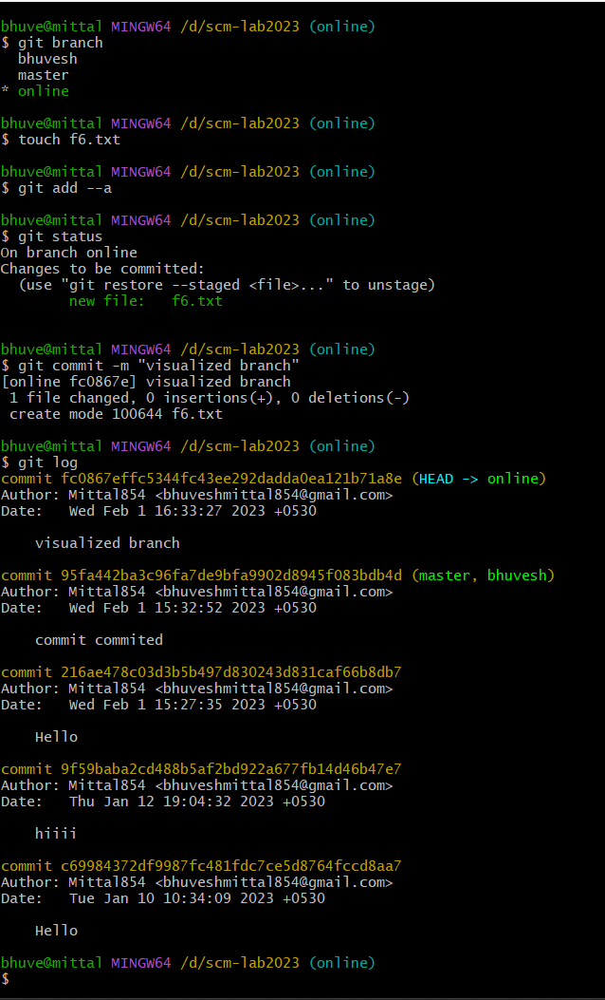 bhuve@mittal MINGW64 /d/scm-lab2023 (online)
$ git branch
  bhuvesh
  master
* online
bhuve@mittal MINGW64 /d/scm-lab2023 (online)
$ touch f6.txt
bhuve@mittal MINGW64 /d/scm-lab2023 (online)
$ git add --a
bhuve@mittal MINGW64 /d/scm-lab2023 (online)
$ git status
On branch online
Changes to be committed:
  (use "git restore --staged <file>..." to unstage)
        new file:   f6.txt
bhuve@mittal MINGW64 /d/scm-lab2023 (online)
$ git commit -m "visualized branch"
[online fc0867e] visualized branch
 1 file changed, 0 insertions(+), 0 deletions(-)
 create mode 100644 f6.txt
bhuve@mittal MINGW64 /d/scm-lab2023 (online)
$ git log
commit fc0867effc5344fc43ee292dadda0ea121b71a8e (HEAD -> online)
Author: Mittal854 <bhuveshmittal854@gmail.com>
Date:   Wed Feb 1 16:33:27 2023 +0530
    visualized branch
commit 95fa442ba3c96fa7de9bfa9902d8945f083bdb4d (master, bhuvesh)
Author: Mittal854 <bhuveshmittal854@gmail.com>
Date:   Wed Feb 1 15:32:52 2023 +0530
    commit commited
commit 216ae478c03d3b5b497d830243d831caf66b8db7
Author: Mittal854 <bhuveshmittal854@gmail.com>
Date:   Wed Feb 1 15:27:35 2023 +0530
    Hello
commit 9f59baba2cd488b5af2bd922a677fb14d46b47e7
Author: Mittal854 <bhuveshmittal854@gmail.com>
Date:   Thu Jan 12 19:04:32 2023 +0530
    hiiii
commit c69984372df9987fc481fdc7ce5d8764fccd8aa7
Author: Mittal854 <bhuveshmittal854@gmail.com>
Date:   Tue Jan 10 10:34:09 2023 +0530
    Hello
bhuve@mittal MINGW64 /d/scm-lab2023 (online)
$